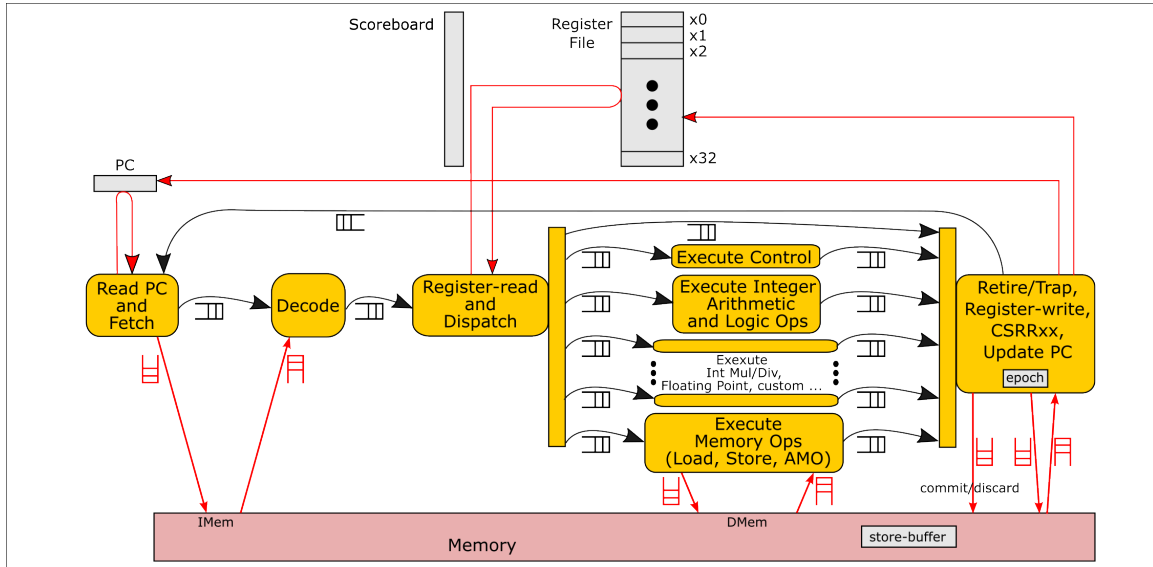 Scoreboard
Register
File
x0
x1
x2
x32
PC
Read PC
and
Fetch
Decode
Register-read
and
Dispatch
Execute Control
Execute Integer
Arithmetic
and Logic Ops
Exexute
Int Mul/Div,
Floating Point, custom ...
Execute
Memory Ops
(Load, Store, AMO)
Retire/Trap,
Register-write,
CSRRxx,
Update PC
epoch
commit/discard
IMem
DMem
store-buffer
Memory